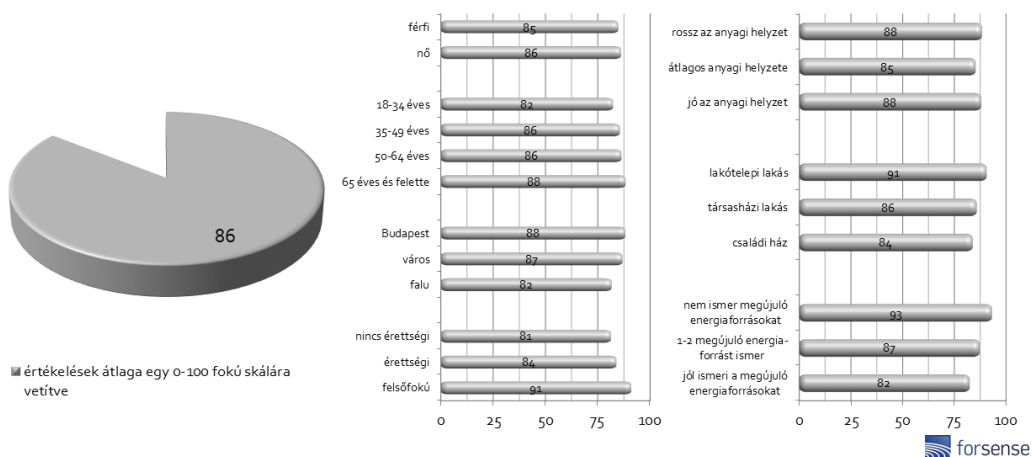 86
értékelések átlaga egy 0-100 fokú skálára
vetítve
férfi 85
nő 86
18-34 éves 82
35-49 éves 86
50-64 éves 86
65 éves és felette 88
Budapest 88
város 87
falu 82
nincs érettségi 81
érettségi 84
felsőfokú 91
0 25 50 75 100
rossz az anyagi helyzet 88
átlagos anyagi helyzete 85
jó az anyagi helyzet 88
lakótelepi lakás 91
társasházi lakás 86
családi ház 84
nem ismer megújuló
energiaforrásokat 93
1-2 megújuló energia-
forrást ismer 87
jól ismeri a megújuló
energiaforrásokat 82
0 25 50 75 100
forsense